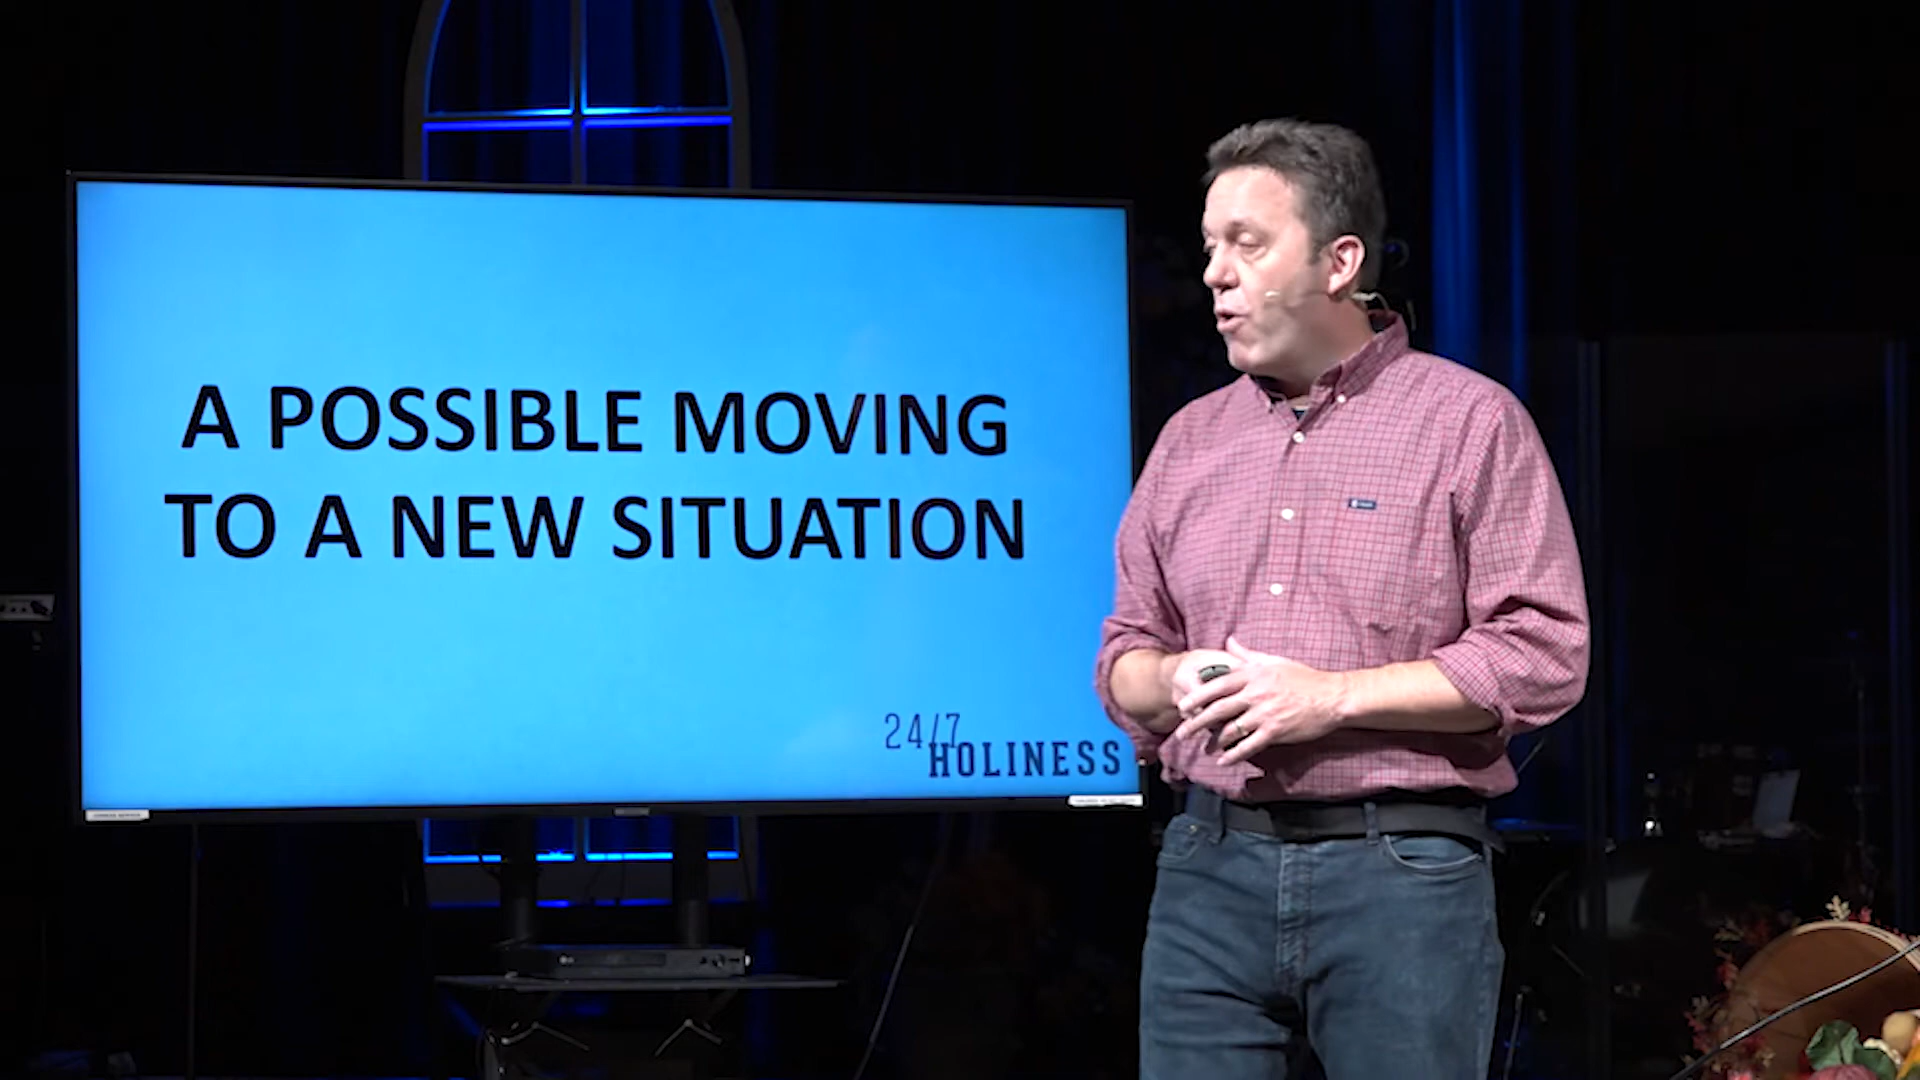 A POSSIBLE MOVING
TO A NEW SITUATION
24/7
HOLINESS